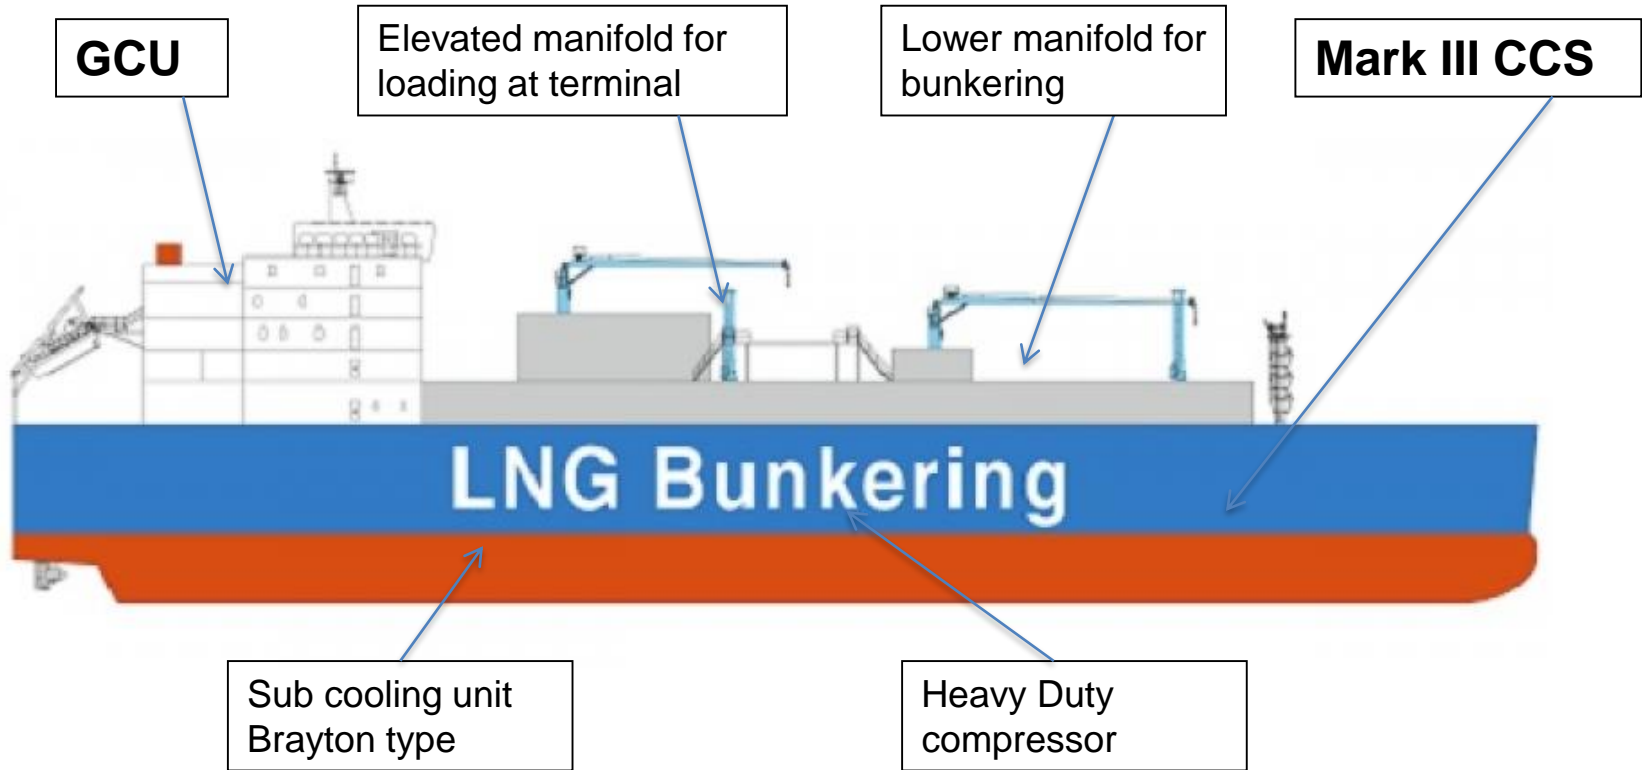 GCU
Elevated manifold for
loading at terminal
Lower manifold for
bunkering
Mark III CCS
LNG Bunkering
Sub cooling unit
Brayton type
Heavy Duty
compressor